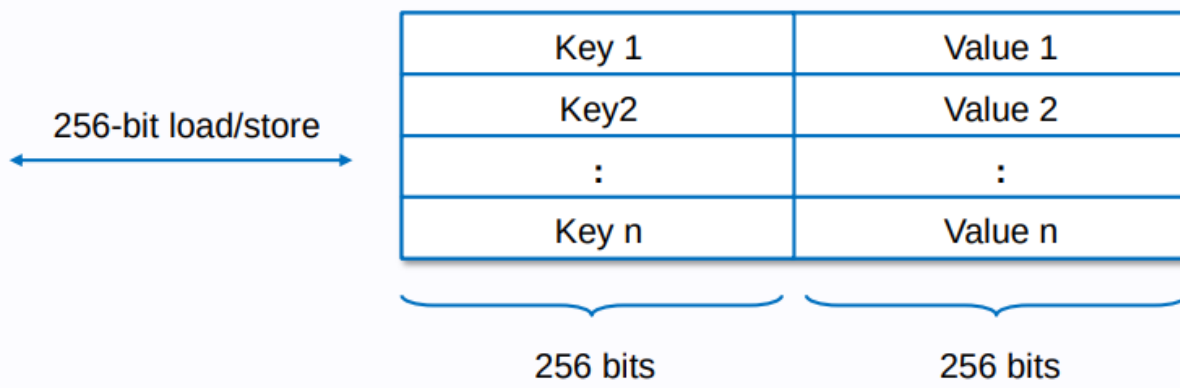 Key 1 Value 1
256-bit load/store
Key2 Value 2
: :
Key n Value n
256 bits 256 bits